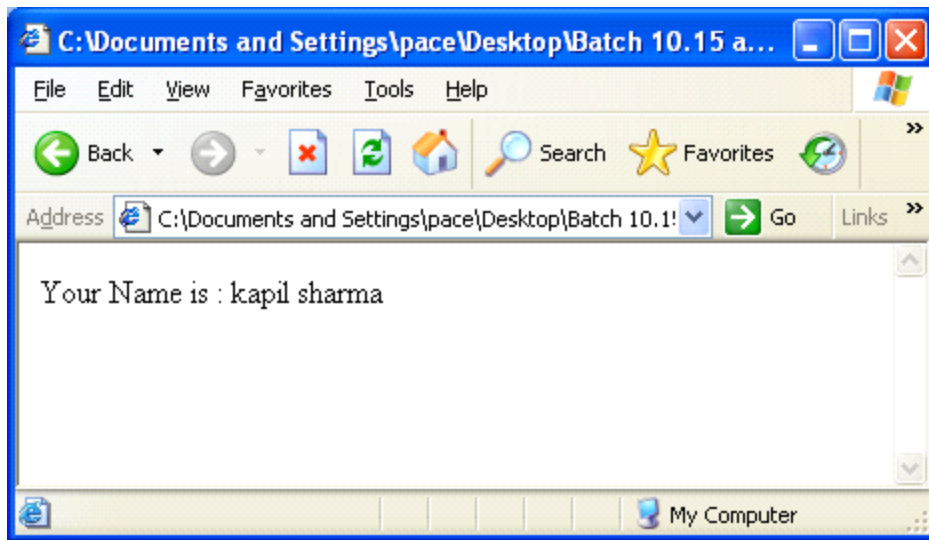 C:\Documents and Settings\pace\Desktop\Batch 10.15 a...
File Edit View Favorites Tools Help
Back Search Favorites »
Address C:\Documents and Settings\pace\Desktop\Batch 10.1 Go Links »
Your Name is : kapil sharma
My Computer